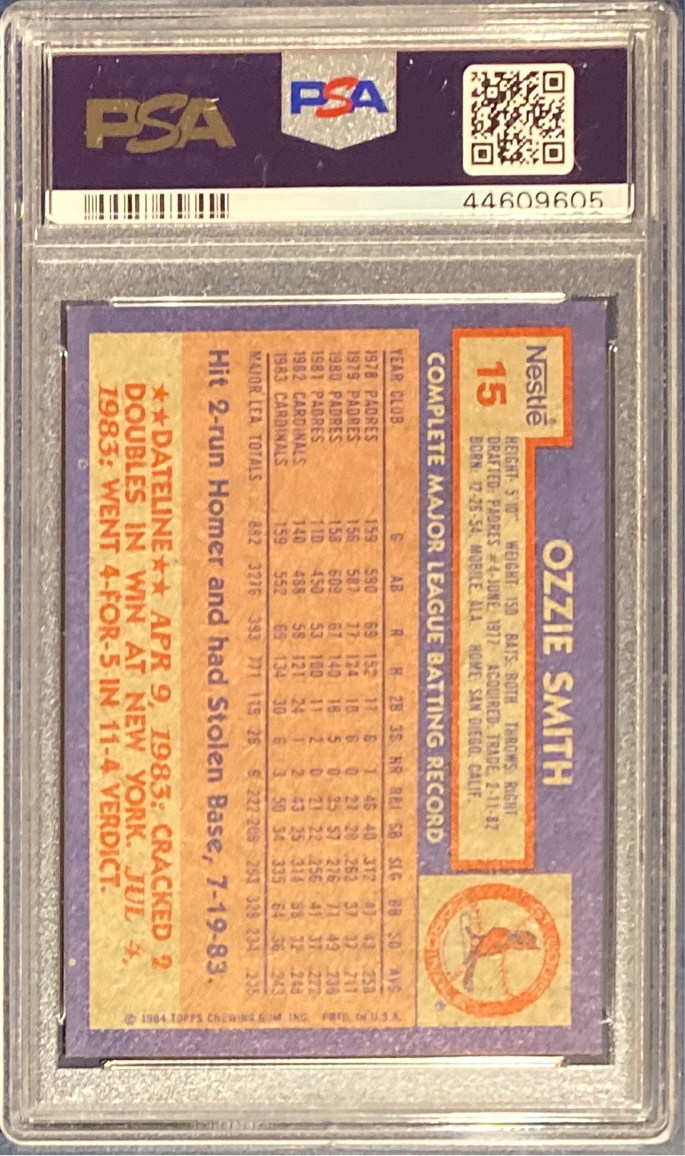 PSA
PSA
44609605
Nestlé
15
OZZIE SMITH
HEIGHT: 5'10" WEIGHT: 150 BATS: BOTH THROWS: RIGHT
DRAFTED: PADRES #4-JUNE, 1977 ACQUIRED: TRADE, 2-11-82
BORN: 12-26-54, MOBILE, ALA. HOME: SAN DIEGO, CALIF.
COMPLETE MAJOR LEAGUE BATTING RECORD
YEAR CLUB G AB R H 2B 3B HR RBI SB SLG BB SO AVG
1978 PADRES 159 590 69 152 17 6 1 46 40 .312 47 43 .258
1979 PADRES 156 587 77 124 18 6 0 27 28 .262 37 37 .211
1980 PADRES 158 609 67 140 18 5 0 35 57 .276 71 49 .230
1981 PADRES 110 450 53 100 11 2 0 21 22 .256 41 37 .222
1982 CARDINALS 140 488 58 121 24 1 2 43 25 .314 68 32 .248
1983 CARDINALS 159 552 69 134 30 6 3 50 34 .335 64 36 .243
MAJOR LEA. TOTALS 882 3276 393 771 118 26 6 222 206 .293 328 234 .235
Hit 2-run Homer and had Stolen Base, 7-19-83.
★★DATELINE★★ APR 9, 1983: CRACKED 2
DOUBLES IN WIN AT NEW YORK. JUL 4,
1983: WENT 4-FOR-5 IN 11-4 VERDICT.
© 1984 TOPPS CHEWING GUM, INC. PRTD. IN U.S.A.